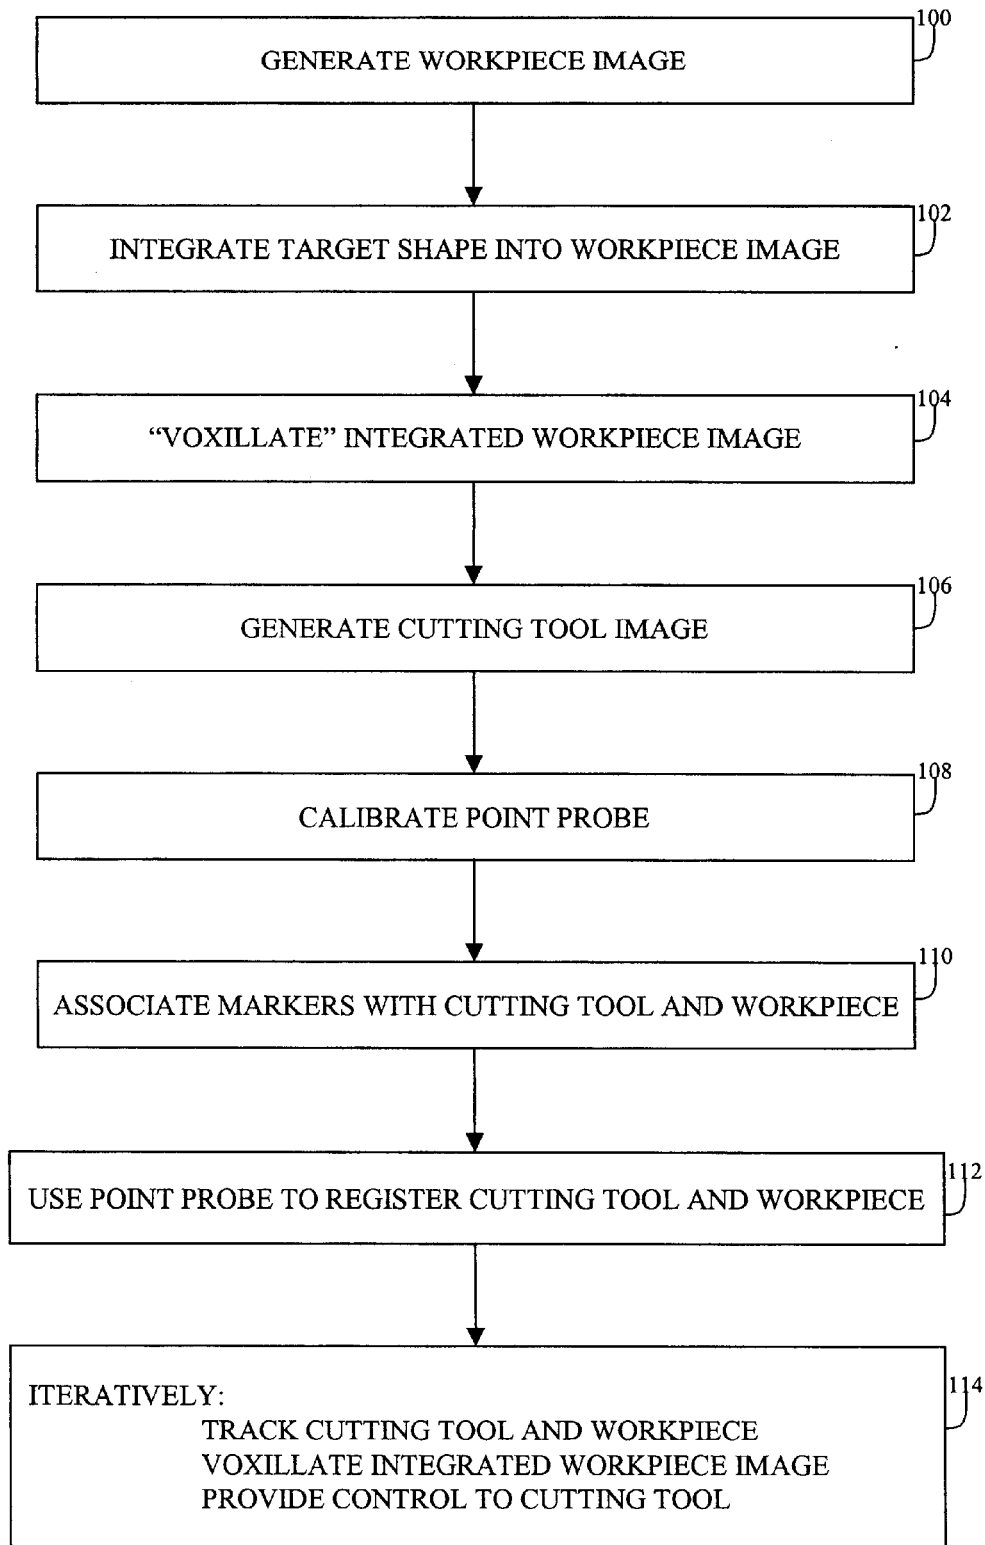 100
GENERATE WORKPIECE IMAGE
102
INTEGRATE TARGET SHAPE INTO WORKPIECE IMAGE
104
“VOXILLATE” INTEGRATED WORKPIECE IMAGE
106
GENERATE CUTTING TOOL IMAGE
108
CALIBRATE POINT PROBE
110
ASSOCIATE MARKERS WITH CUTTING TOOL AND WORKPIECE
112
USE POINT PROBE TO REGISTER CUTTING TOOL AND WORKPIECE
114
ITERATIVELY:
TRACK CUTTING TOOL AND WORKPIECE
VOXILLATE INTEGRATED WORKPIECE IMAGE
PROVIDE CONTROL TO CUTTING TOOL